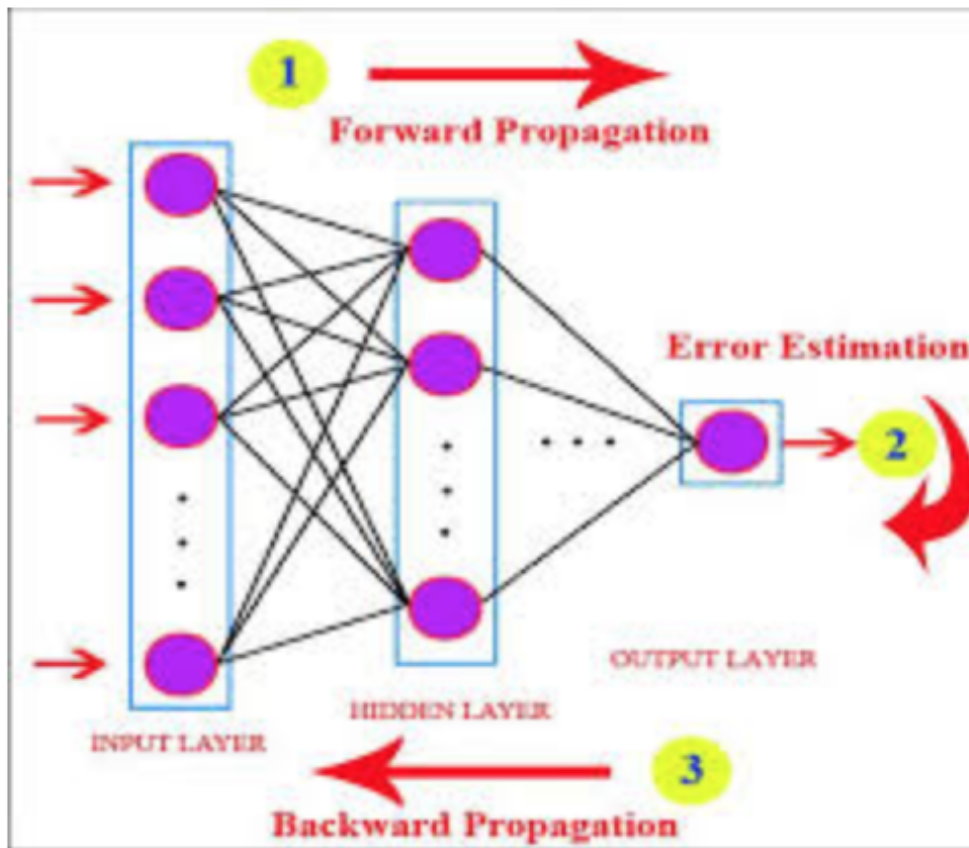 1
Forward Propagation
Error Estimation
2
OUTPUT LAYER
HIDDEN LAYER
INPUT LAYER
3
Backward Propagation